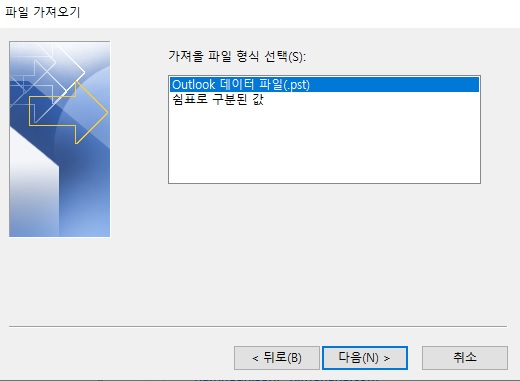 파일 가져오기
가져올 파일 형식 선택(S):
Outlook 데이터 파일(.pst)
쉼표로 구분된 값
< 뒤로(B)
다음(N) >
취소